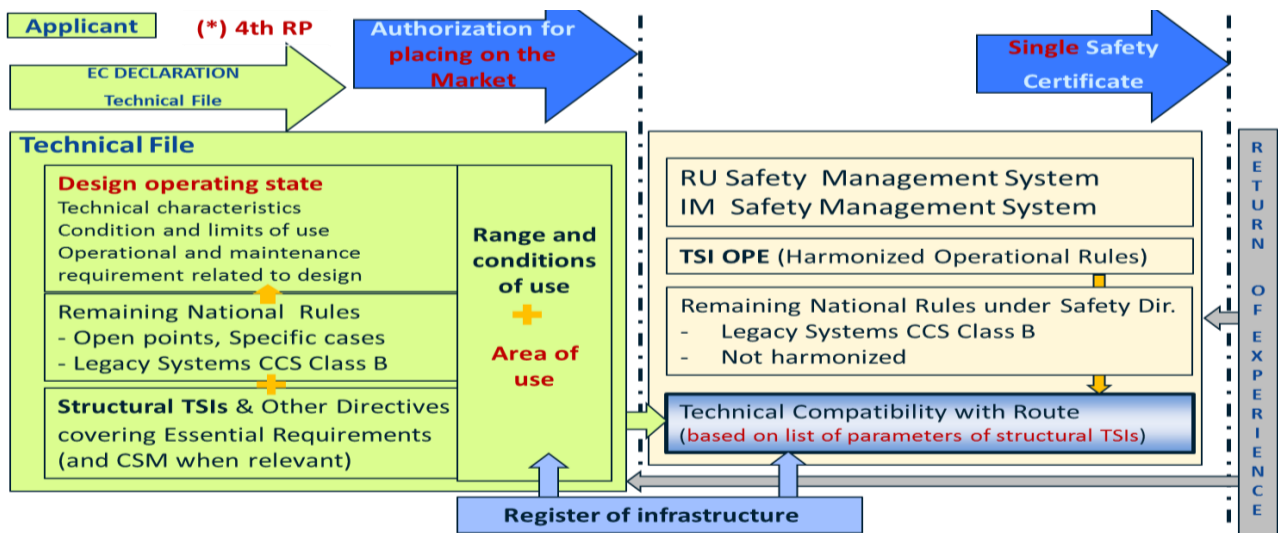 Applicant
(*) 4th RP
EC DECLARATION
Technical File
Authorization for
placing on the
Market
Single Safety
Certificate
Technical File
Design operating state
Technical characteristics
Condition and limits of use
Operational and maintenance
requirement related to design
Remaining National Rules
- Open points, Specific cases
- Legacy Systems CCS Class B
Structural TSIs & Other Directives
covering Essential Requirements
(and CSM when relevant)
Range and
conditions
of use
+
Area of
use
RU Safety Management System
IM Safety Management System
TSI OPE (Harmonized Operational Rules)
Remaining National Rules under Safety Dir.
- Legacy Systems CCS Class B
- Not harmonized
Technical Compatibility with Route
(based on list of parameters of structural TSIs)
Register of infrastructure
RETURN OF EXPERIENCE